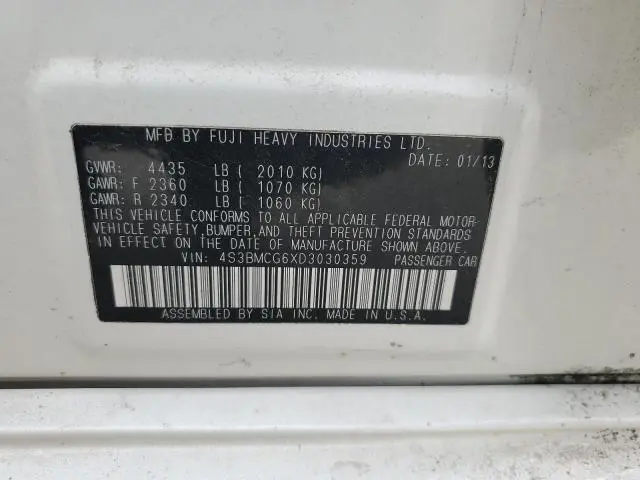 MFD BY FUJI HEAVY INDUSTRIES LTD.
DATE: 01/13
GVWR: 4435 LB ( 2010 KG)
GAWR: F 2360 LB ( 1070 KG)
GAWR: R 2340 LB ( 1060 KG)
THIS VEHICLE CONFORMS TO ALL APPLICABLE FEDERAL MOTOR-
VEHICLE SAFETY, BUMPER, AND THEFT PREVENTION STANDARDS
IN EFFECT ON THE DATE OF MANUFACTURE SHOWN ABOVE.
VIN: 4S3BMCG6XD3030359 PASSENGER CAR
ASSEMBLED BY SIA INC. MADE IN U.S.A.